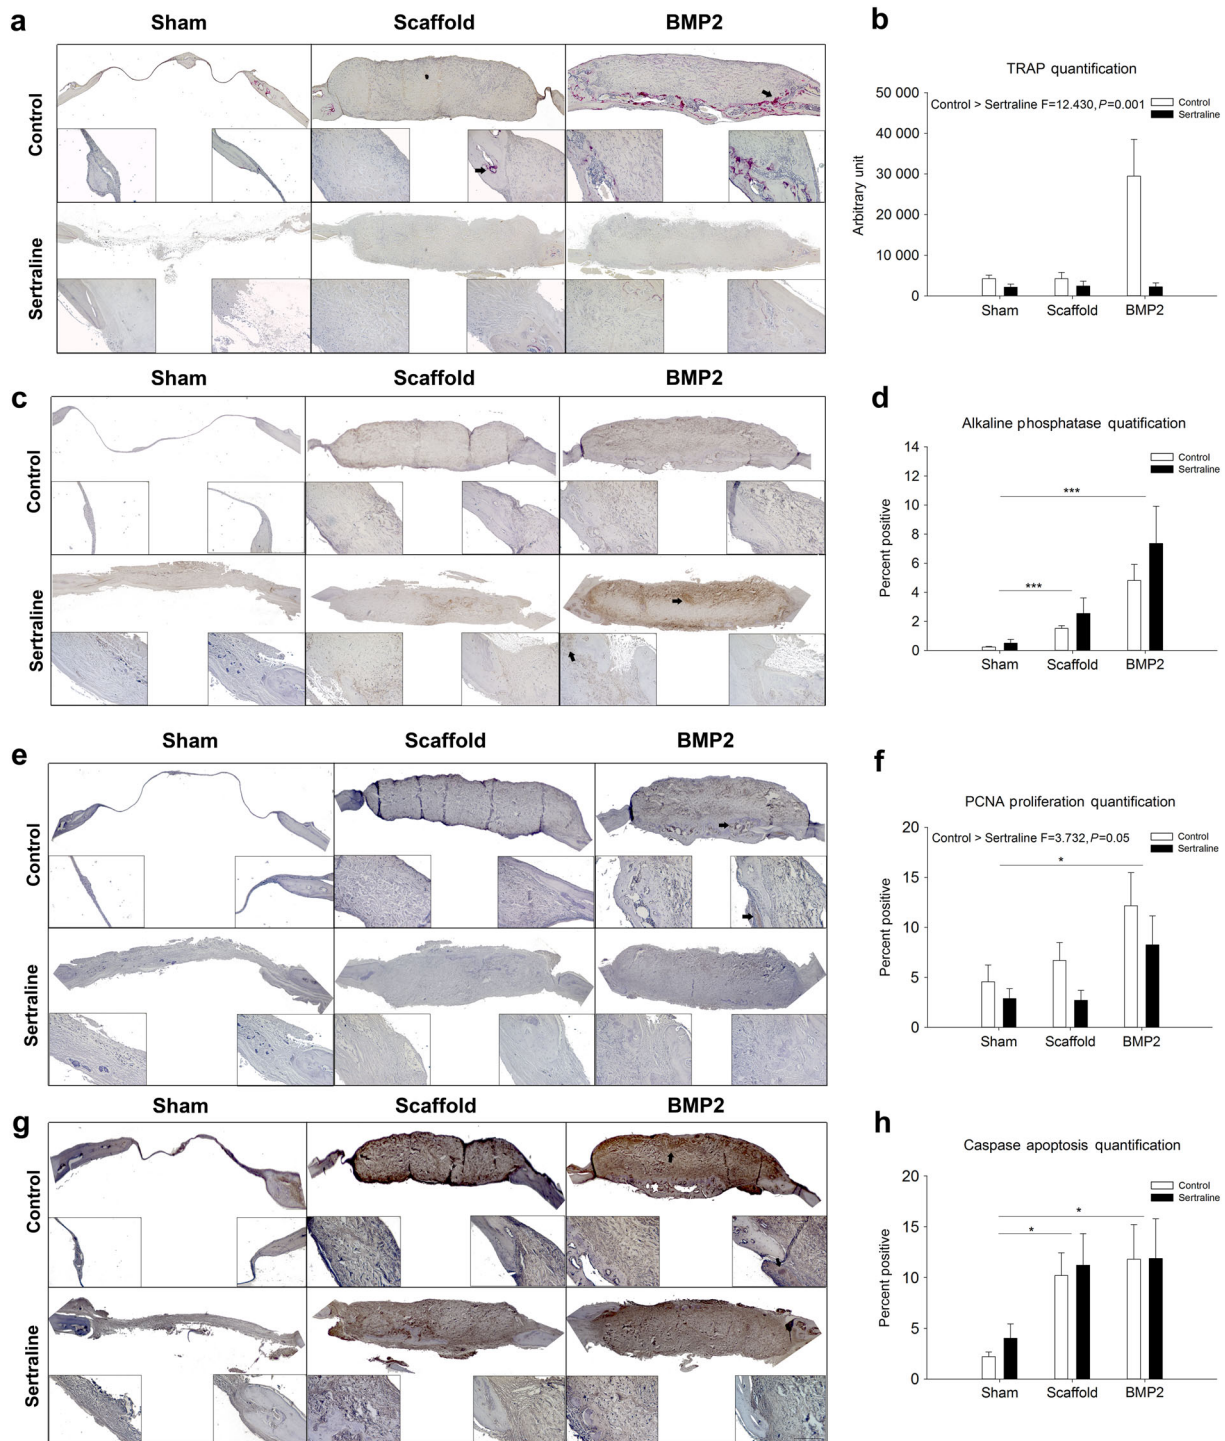 a
Sham
Scaffold
BMP2
Control
Sertraline
b
TRAP quantification
Control > Sertraline F=12.430, P=0.001
Control
Sertraline
Arbitrary unit
50 000
40 000
30 000
20 000
10 000
0
Sham
Scaffold
BMP2
c
Sham
Scaffold
BMP2
Control
Sertraline
d
Alkaline phosphatase quatification
Control
Sertraline
Percent positive
14
12
10
8
6
4
2
0
***
***
Sham
Scaffold
BMP2
e
Sham
Scaffold
BMP2
Control
Sertraline
f
PCNA proliferation quantification
Control > Sertraline F=3.732, P=0.05
Control
Sertraline
Percent positive
20
15
10
5
0
*
Sham
Scaffold
BMP2
g
Sham
Scaffold
BMP2
Control
Sertraline
h
Caspase apoptosis quantification
Control
Sertraline
Percent positive
20
15
10
5
0
*
*
Sham
Scaffold
BMP2